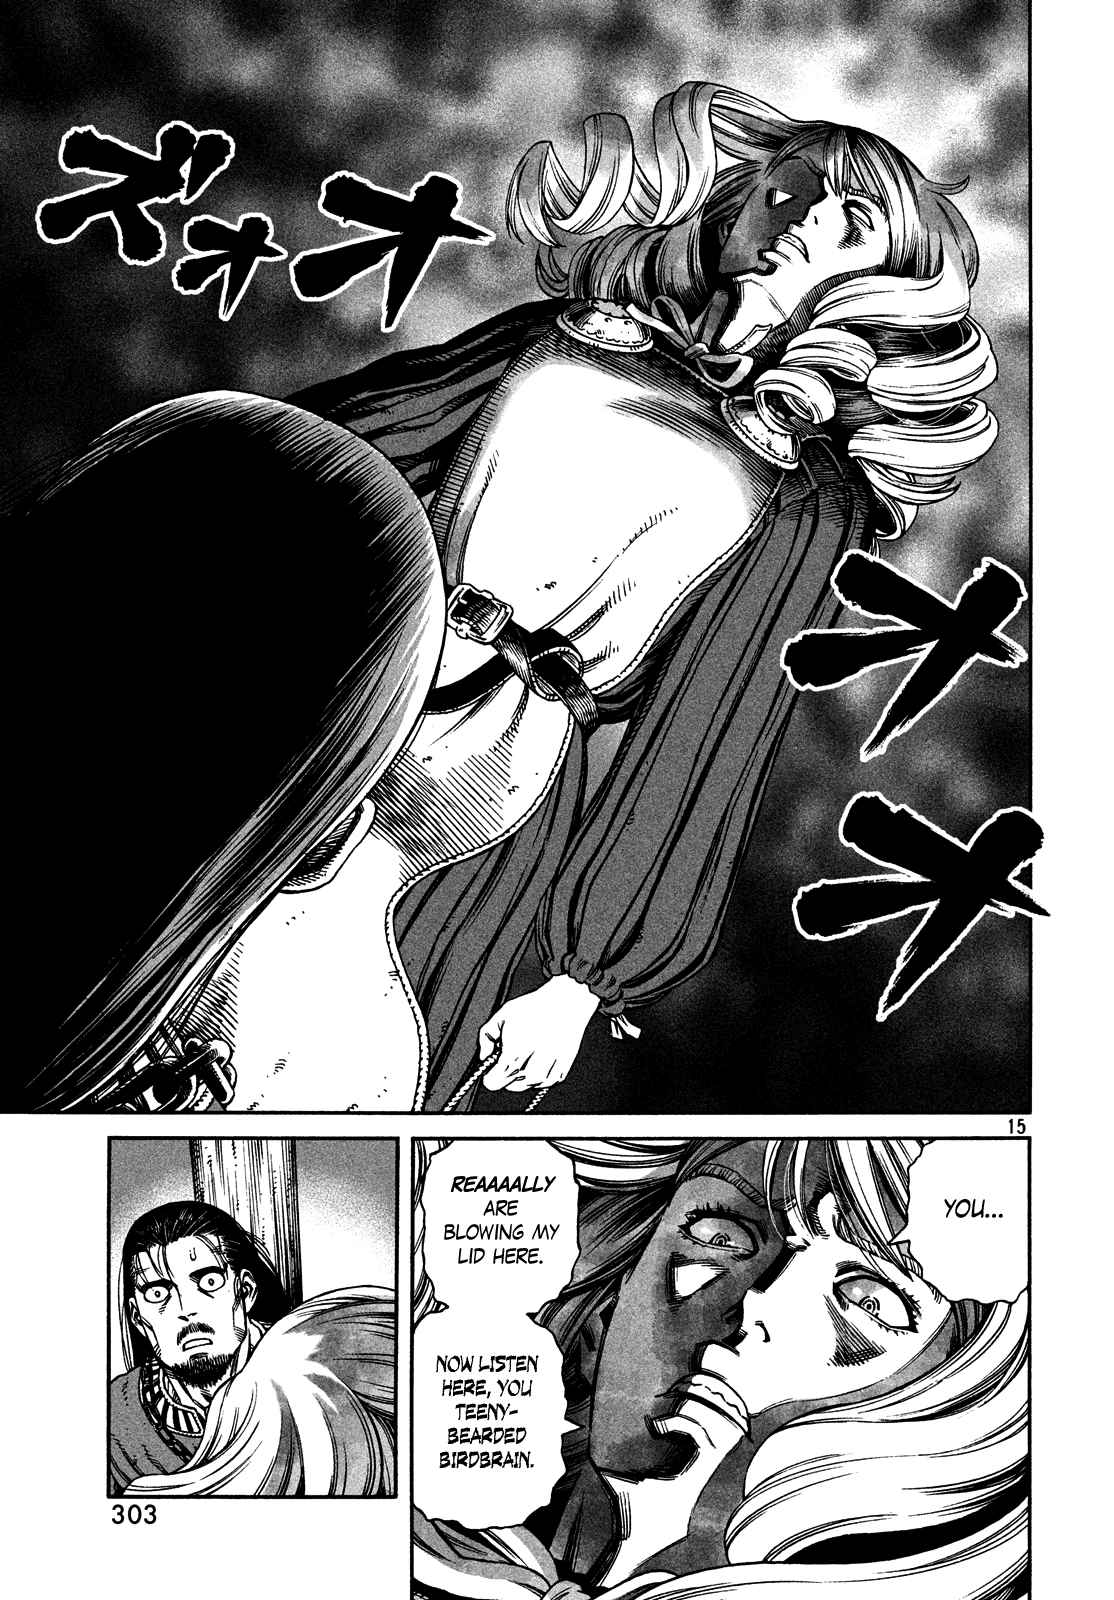 ズォォオ
オオ
15
YOU...
REAAAALLY
ARE
BLOWING MY
LID HERE.
NOW LISTEN
HERE, YOU
TEENY-
BEARDED
BIRDBRAIN.
303